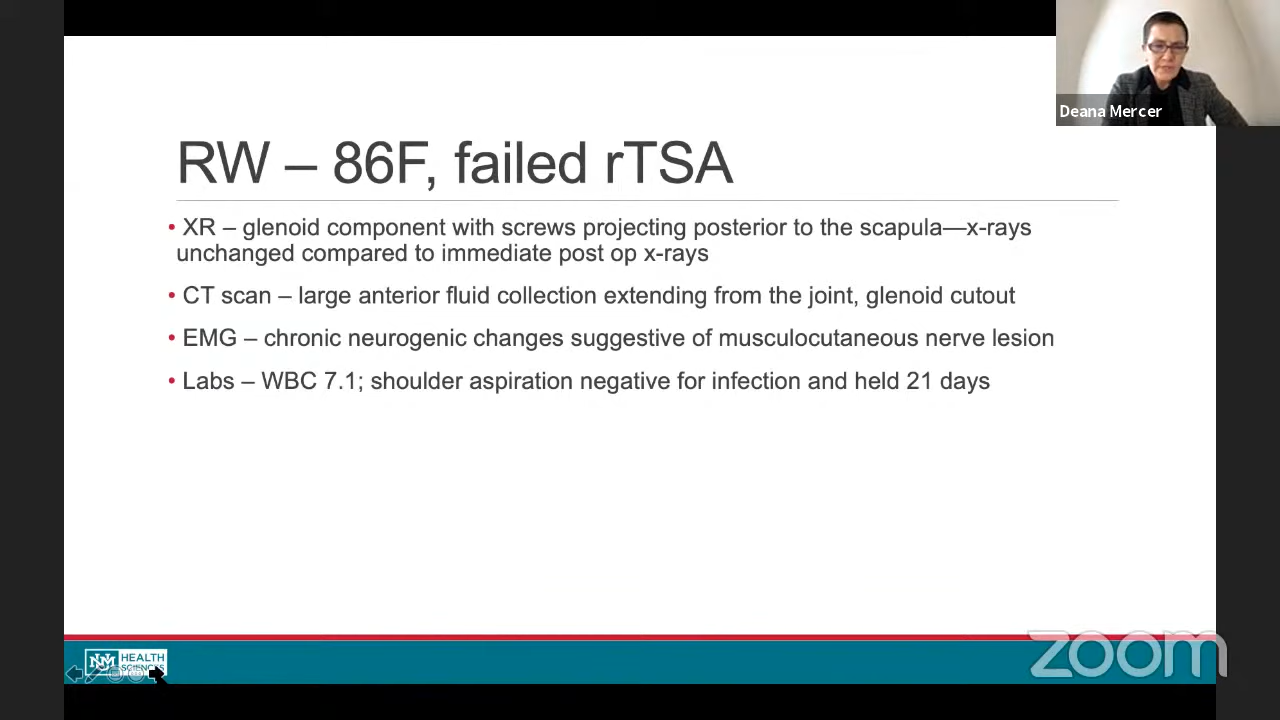 Deana Mercer
RW – 86F, failed rTSA
• XR – glenoid component with screws projecting posterior to the scapula—x-rays
unchanged compared to immediate post op x-rays
• CT scan – large anterior fluid collection extending from the joint, glenoid cutout
• EMG – chronic neurogenic changes suggestive of musculocutaneous nerve lesion
• Labs – WBC 7.1; shoulder aspiration negative for infection and held 21 days
UNM HEALTH
SCIENCES
zoom